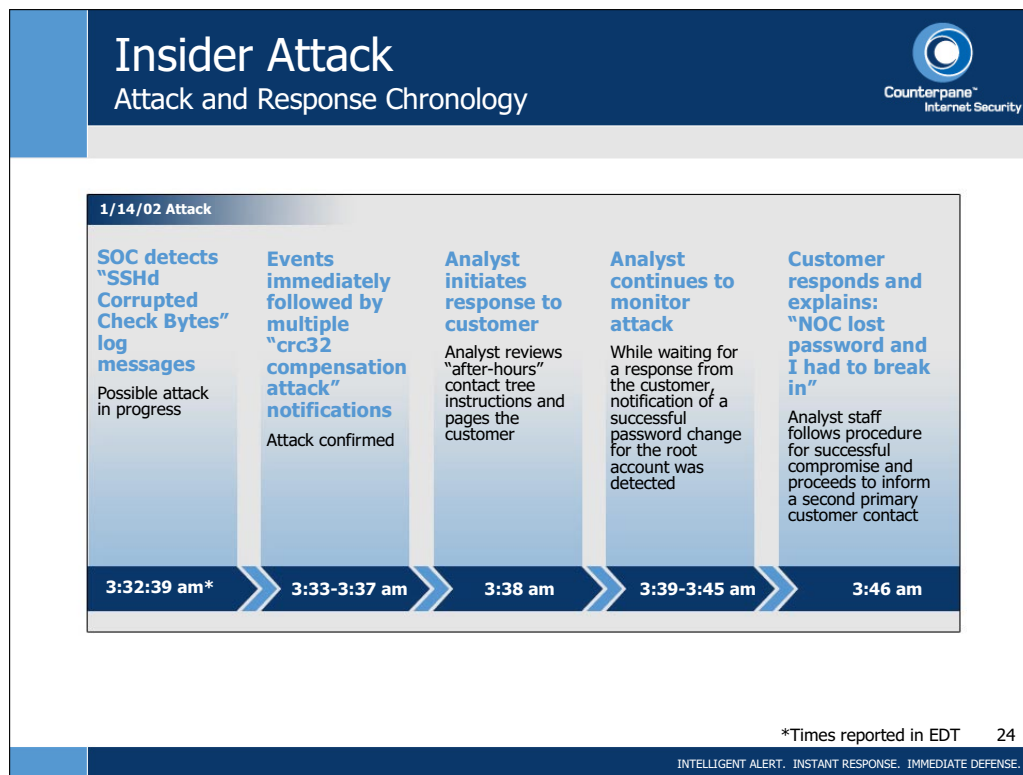 Insider Attack
Attack and Response Chronology
Counterpane™
Internet Security
1/14/02 Attack
SOC detects
“SSHd
Corrupted
Check Bytes”
log
messages
Possible attack
in progress
Events
immediately
followed by
multiple
“crc32
compensation
attack”
notifications
Attack confirmed
Analyst
initiates
response to
customer
Analyst reviews
“after-hours”
contact tree
instructions and
pages the
customer
Analyst
continues to
monitor
attack
While waiting for
a response from
the customer,
notification of a
successful
password change
for the root
account was
detected
Customer
responds and
explains:
“NOC lost
password and
I had to break
in”
Analyst staff
follows procedure
for successful
compromise and
proceeds to inform
a second primary
customer contact
3:32:39 am*
3:33-3:37 am
3:38 am
3:39-3:45 am
3:46 am
*Times reported in EDT
24
INTELLIGENT ALERT. INSTANT RESPONSE. IMMEDIATE DEFENSE.